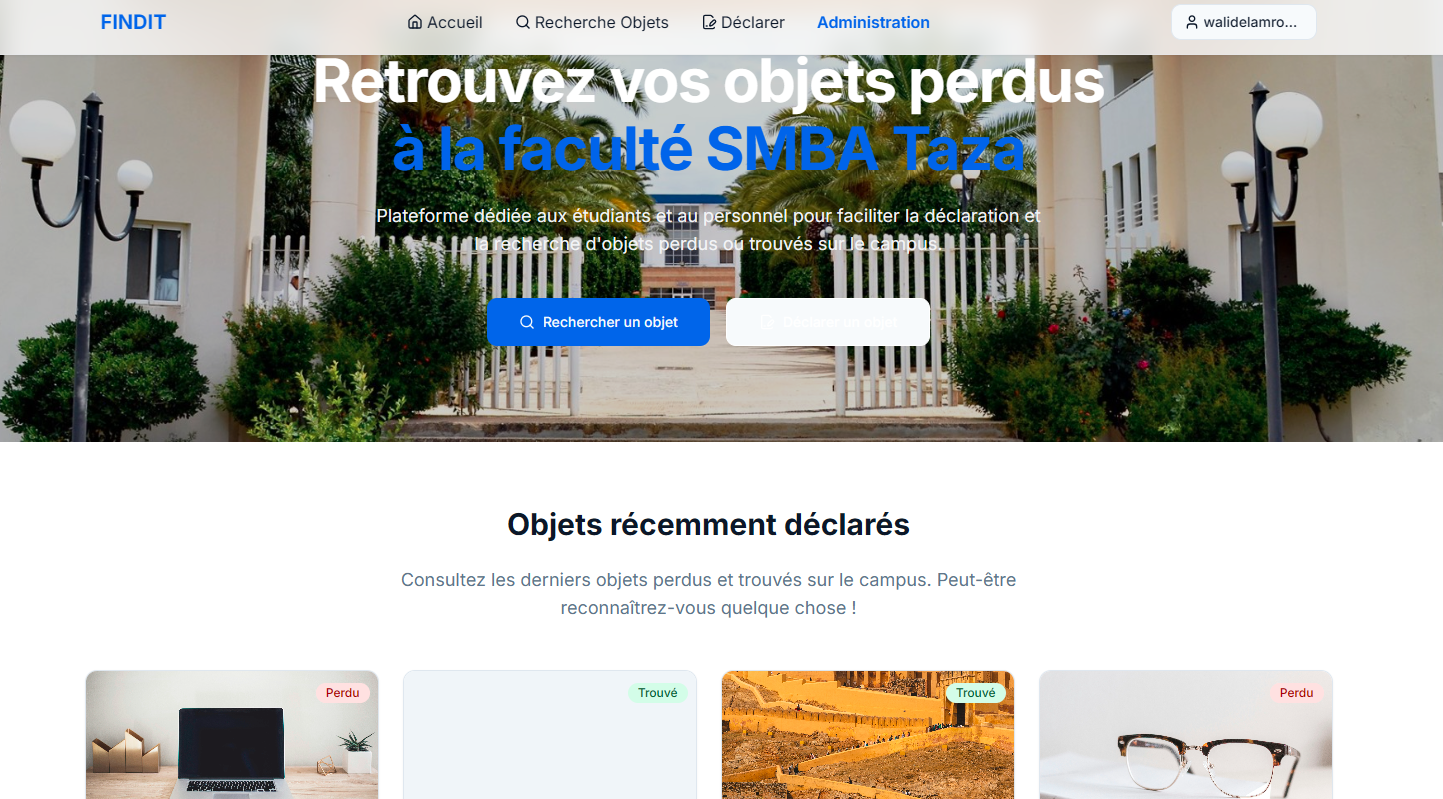 FINDIT
Accueil
Recherche Objets
Déclarer
Administration
walidelamro...
Retrouvez vos objets perdus
à la faculté SMBA Taza
Plateforme dédiée aux étudiants et au personnel pour faciliter la déclaration et
la recherche d'objets perdus ou trouvés sur le campus.
Rechercher un objet
Déclarer un objet
Objets récemment déclarés
Consultez les derniers objets perdus et trouvés sur le campus. Peut-être
reconnaîtrez-vous quelque chose !
Perdu
Trouvé
Trouvé
Perdu